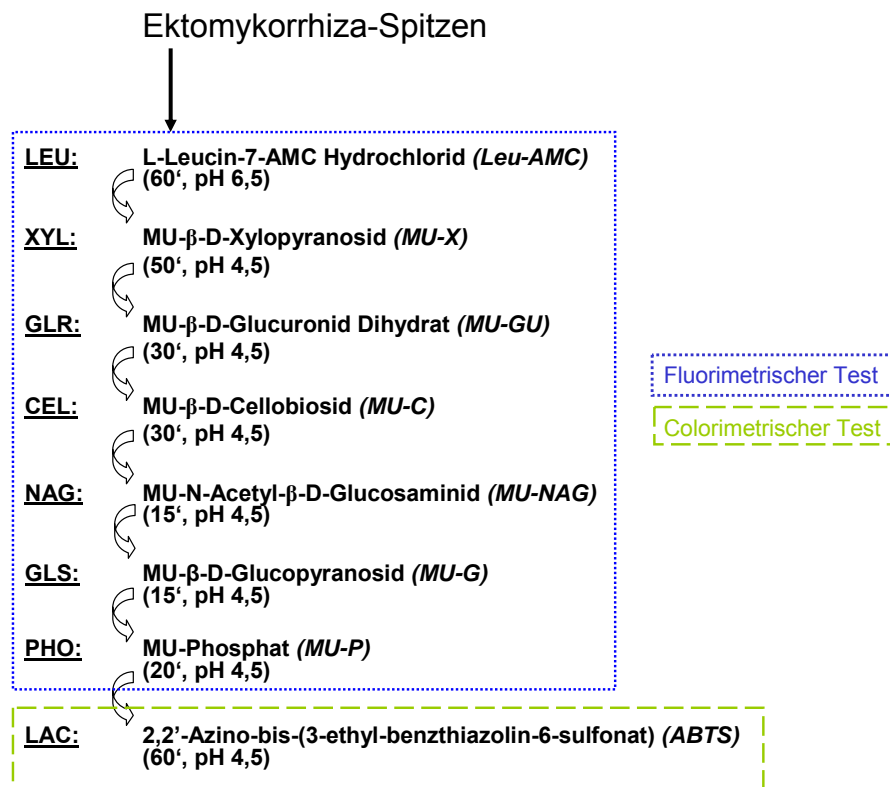 Ektomykorrhiza-Spitzen
LEU: L-Leucin-7-AMC Hydrochlorid (Leu-AMC)
(60‘, pH 6,5)
XYL: MU-β-D-Xylopyranosid (MU-X)
(50‘, pH 4,5)
GLR: MU-β-D-Glucuronid Dihydrat (MU-GU)
(30‘, pH 4,5)
CEL: MU-β-D-Cellobiosid (MU-C)
(30‘, pH 4,5)
NAG: MU-N-Acetyl-β-D-Glucosaminid (MU-NAG)
(15‘, pH 4,5)
GLS: MU-β-D-Glucopyranosid (MU-G)
(15‘, pH 4,5)
PHO: MU-Phosphat (MU-P)
(20‘, pH 4,5)
LAC: 2,2’-Azino-bis-(3-ethyl-benzthiazolin-6-sulfonat) (ABTS)
(60‘, pH 4,5)
Fluorimetrischer Test
Colorimetrischer Test